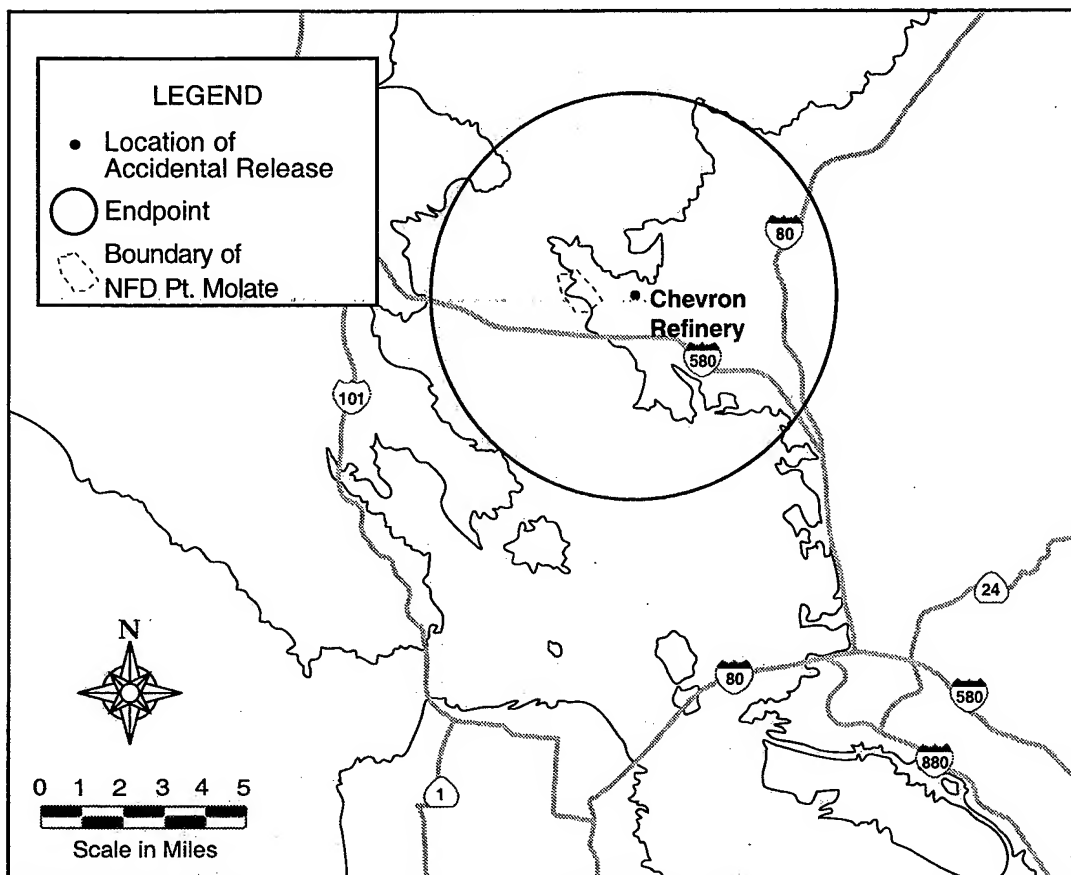 LEGEND
Location of
Accidental Release
Endpoint
Boundary of
NFD Pt. Molate
80
Chevron
Refinery
580
101
24
N
80
580
880
1
0 1 2 3 4 5
Scale in Miles